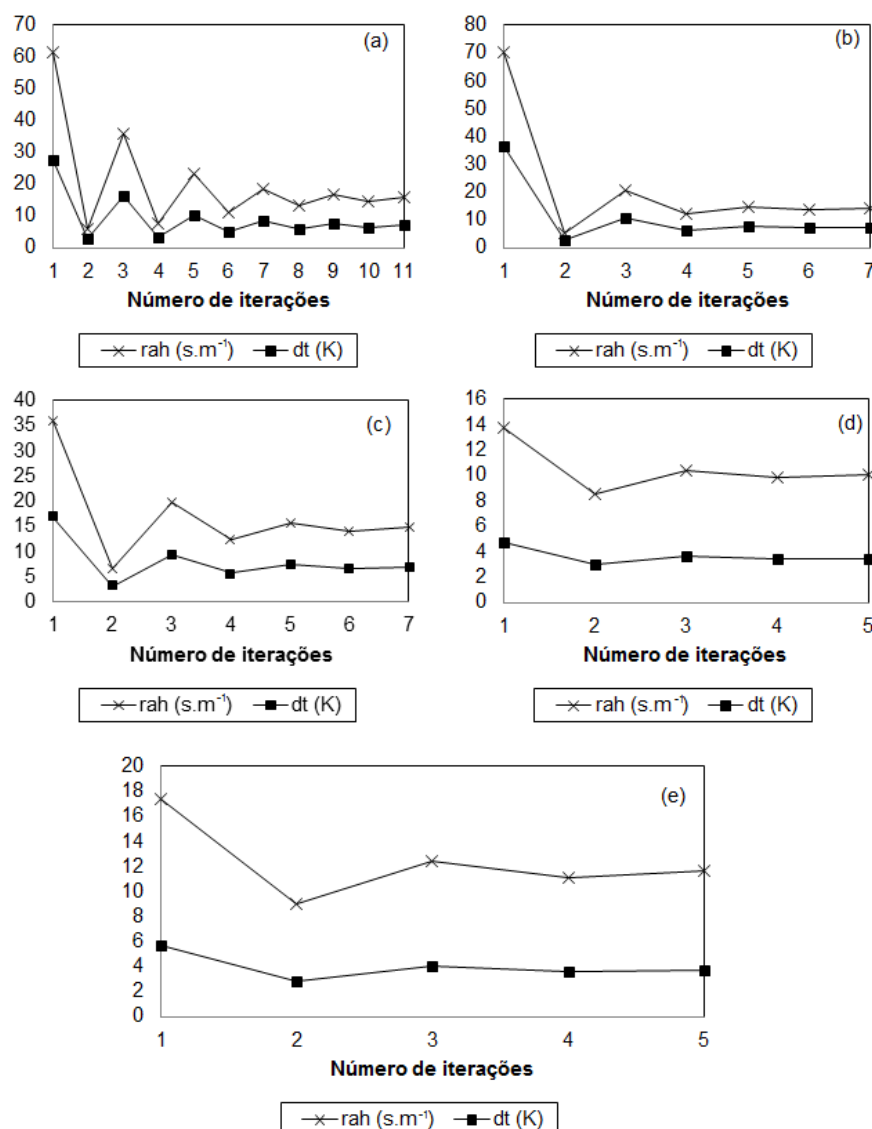 70
60
50
40
30
20
10
0
(a)
1 2 3 4 5 6 7 8 9 10 11
Número de iterações
rah (s.m⁻¹) dt (K)
80
70
60
50
40
30
20
10
0
(b)
1 2 3 4 5 6 7
Número de iterações
rah (s.m⁻¹) dt (K)
40
35
30
25
20
15
10
5
0
(c)
1 2 3 4 5 6 7
Número de iterações
rah (s.m⁻¹) dt (K)
16
14
12
10
8
6
4
2
0
(d)
1 2 3 4 5
Número de iterações
rah (s.m⁻¹) dt (K)
20
18
16
14
12
10
8
6
4
2
0
(e)
1 2 3 4 5
Número de iterações
rah (s.m⁻¹) dt (K)